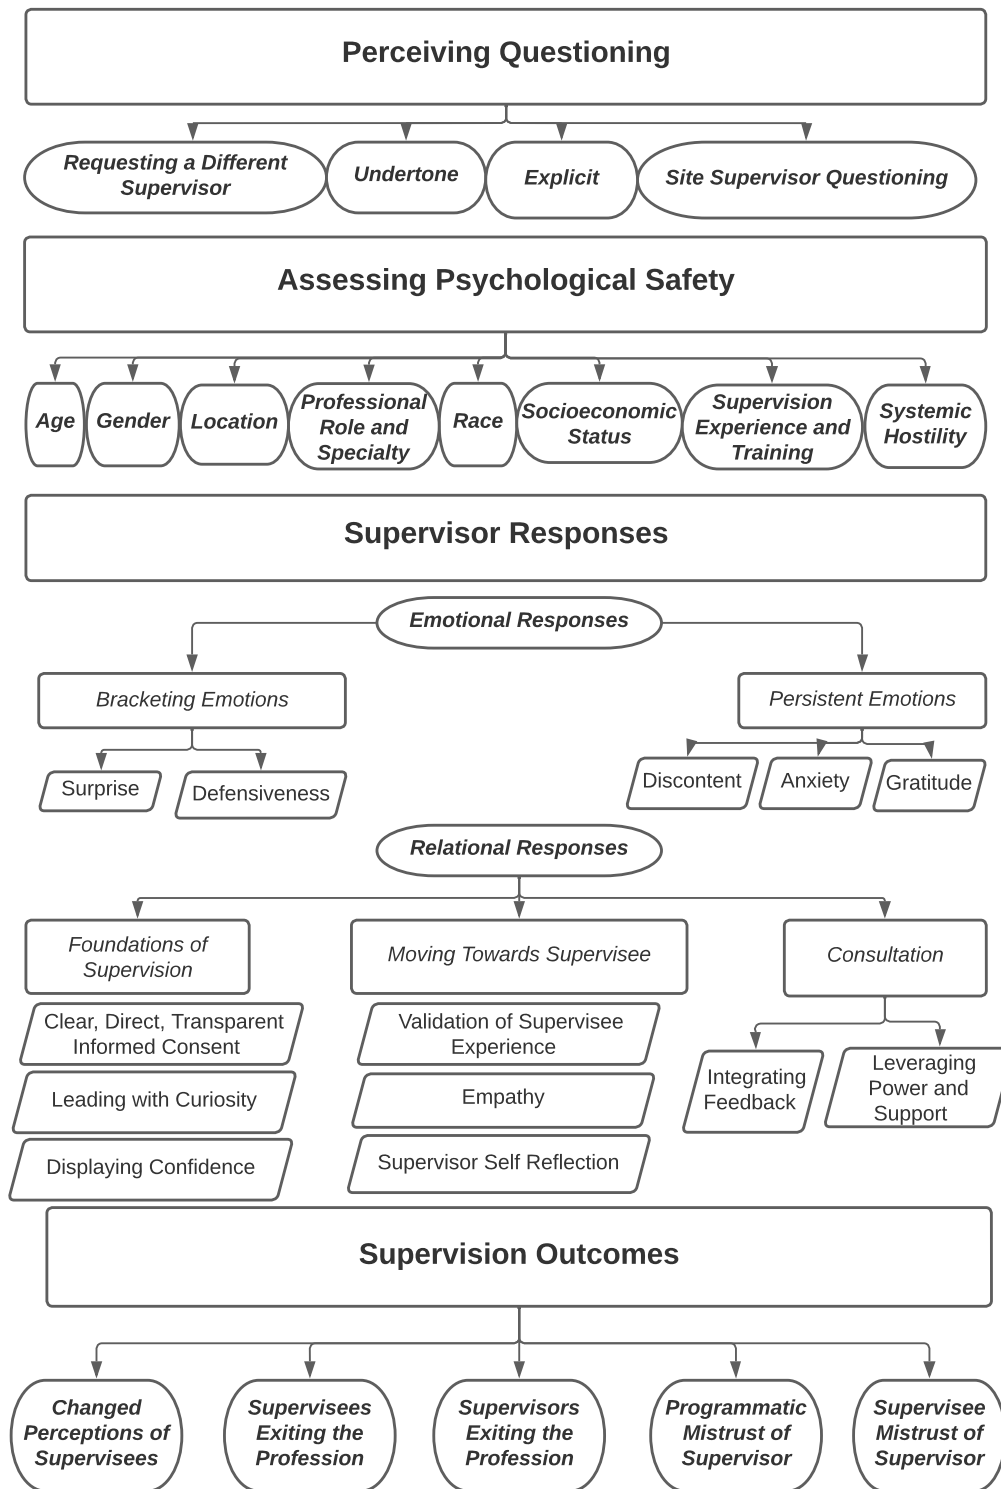 Perceiving Questioning
Requesting a Different
Supervisor
Undertone
Explicit
Site Supervisor Questioning
Assessing Psychological Safety
Age
Gender
Location
Professional
Role and
Specialty
Race
Socioeconomic
Status
Supervision
Experience and
Training
Systemic
Hostility
Supervisor Responses
Emotional Responses
Bracketing Emotions
Persistent Emotions
Surprise
Defensiveness
Discontent
Anxiety
Gratitude
Relational Responses
Foundations of
Supervision
Moving Towards Supervisee
Consultation
Clear, Direct, Transparent
Informed Consent
Leading with Curiosity
Displaying Confidence
Validation of Supervisee
Experience
Empathy
Supervisor Self Reflection
Integrating
Feedback
Leveraging
Power and
Support
Supervision Outcomes
Changed
Perceptions of
Supervisees
Supervisees
Exiting the
Profession
Supervisors
Exiting the
Profession
Programmatic
Mistrust of
Supervisor
Supervisee
Mistrust of
Supervisor